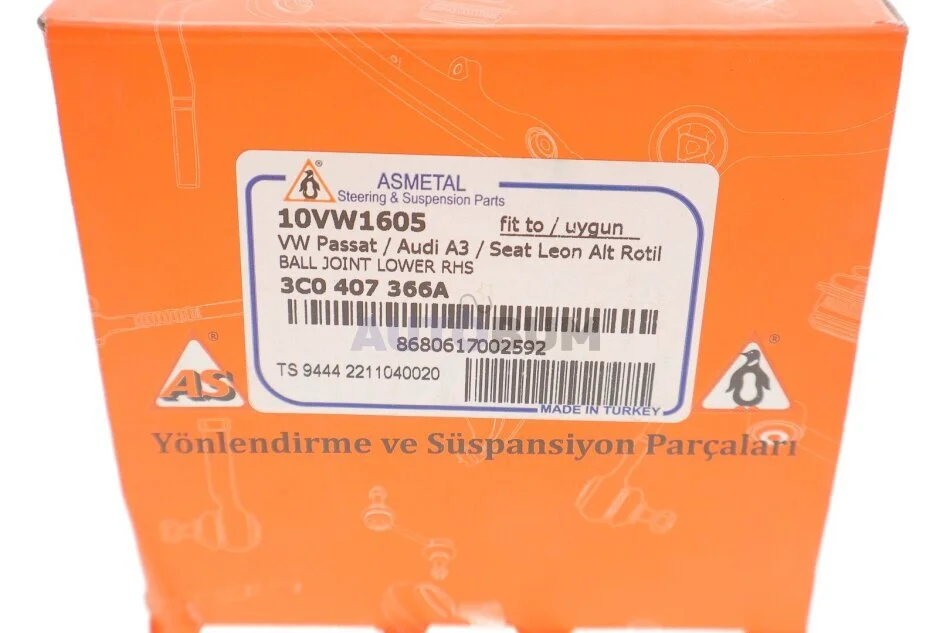 ASMETAL
Steering & Suspension Parts
10VW1605 fit to / uygun
VW Passat / Audi A3 / Seat Leon Alt Rotil
BALL JOINT LOWER RHS
3C0 407 366A
AUTODOM
8680617002592
TS 9444 2211040020
MADE IN TURKEY
AS
Yönlendirme ve Süspansiyon Parçaları